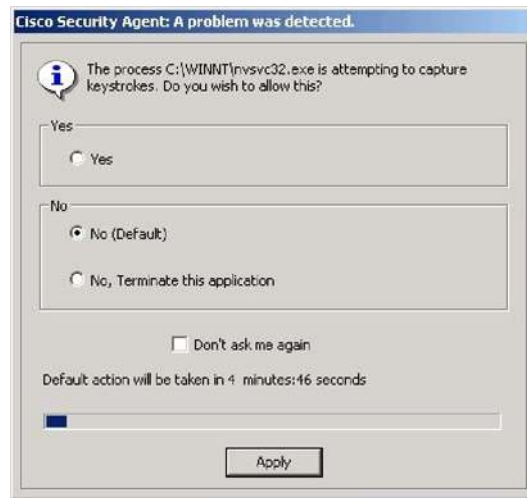 Cisco Security Agent: A problem was detected.
The process C:\WINNT\nvsvc32.exe is attempting to capture
keystrokes. Do you wish to allow this?
Yes
Yes
No
No (Default)
No, Terminate this application
Don't ask me again
Default action will be taken in 4 minutes:46 seconds
Apply